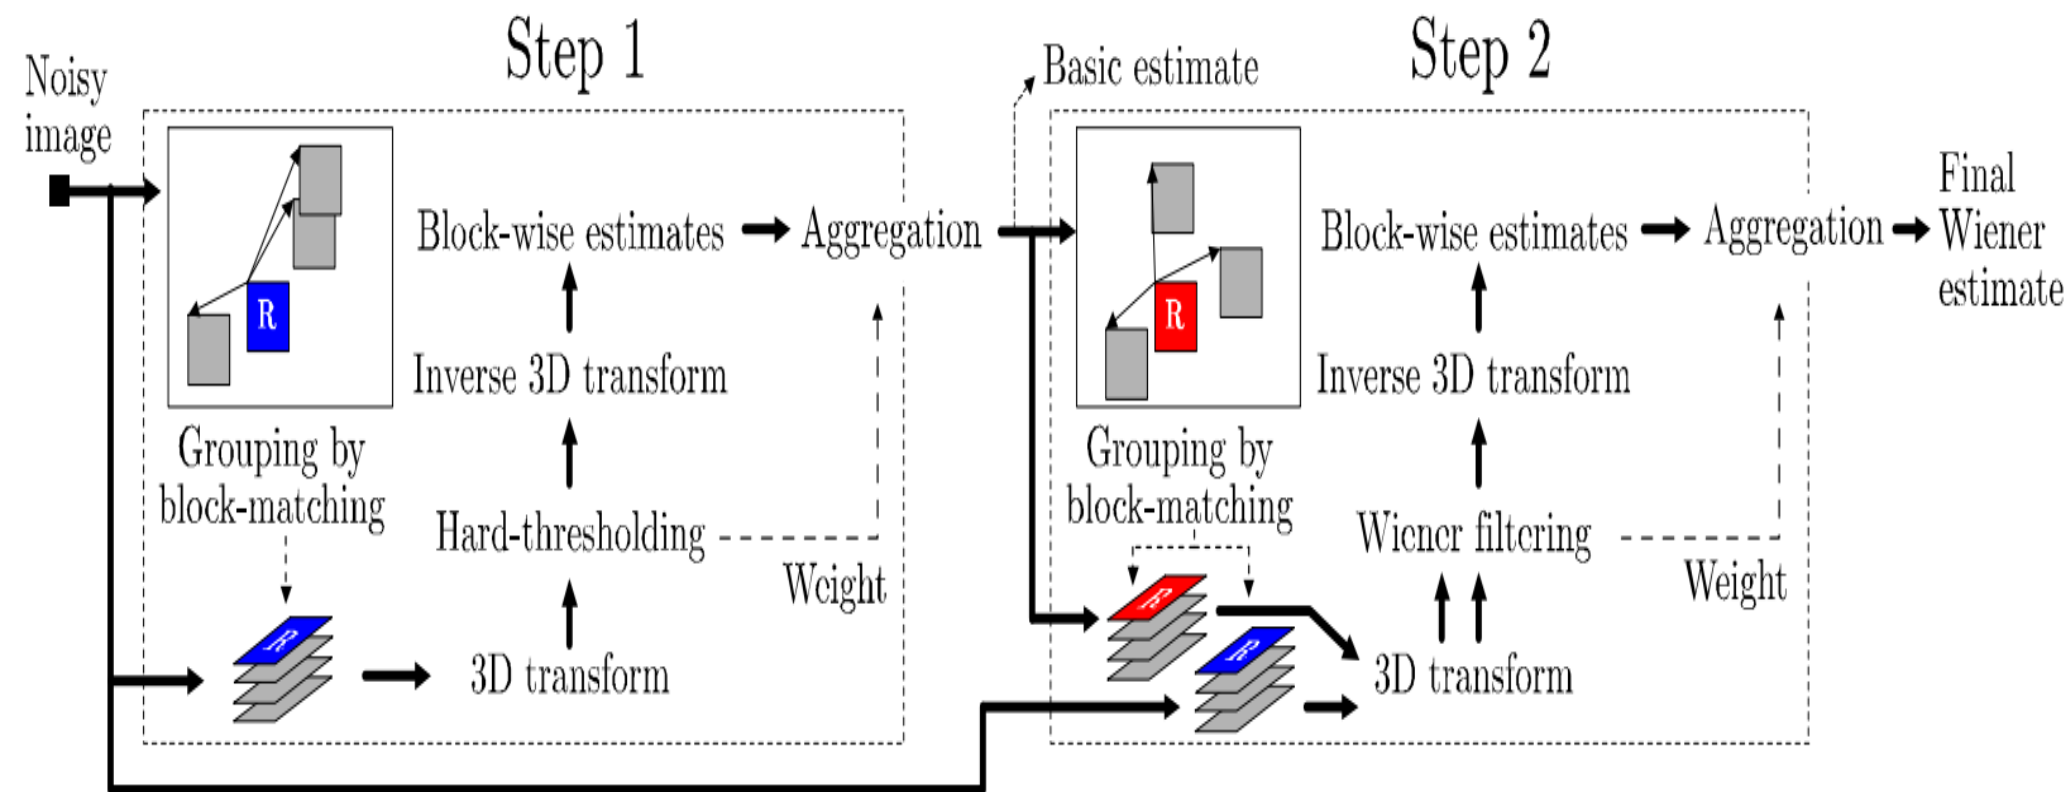 Step 1
Step 2
Noisy
image
Basic estimate
R
Block-wise estimates
Aggregation
Inverse 3D transform
Grouping by
block-matching
Hard-thresholding
Weight
R
3D transform
R
Block-wise estimates
Aggregation
Final
Wiener
estimate
Inverse 3D transform
Grouping by
block-matching
Wiener filtering
Weight
R
R
3D transform